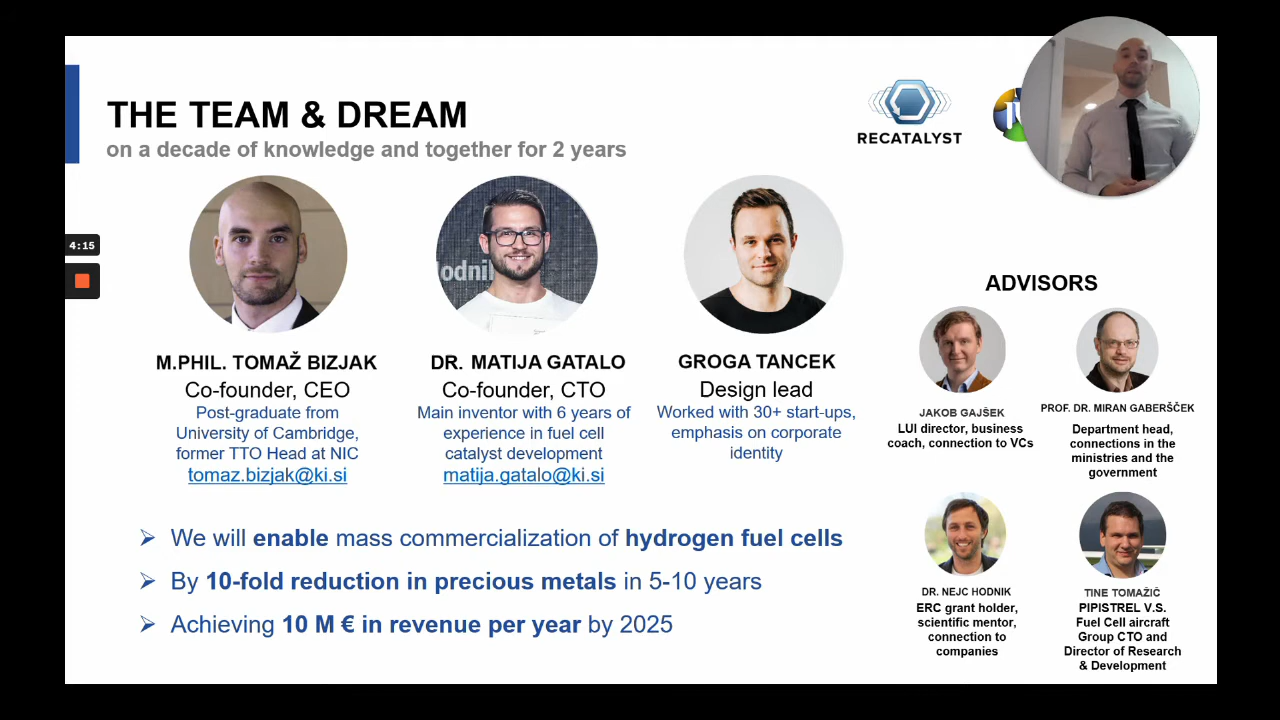 THE TEAM & DREAM
on a decade of knowledge and together for 2 years
RECATALYST
4:15
odnik
M.PHIL. TOMAŽ BIZJAK
Co-founder, CEO
Post-graduate from
University of Cambridge,
former TTO Head at NIC
tomaz.bizjak@ki.si
DR. MATIJA GATALO
Co-founder, CTO
Main inventor with 6 years of
experience in fuel cell
catalyst development
matija.gatalo@ki.si
GROGA TANCEK
Design lead
Worked with 30+ start-ups,
emphasis on corporate
identity
We will enable mass commercialization of hydrogen fuel cells
By 10-fold reduction in precious metals in 5-10 years
Achieving 10 M € in revenue per year by 2025
ADVISORS
JAKOB GAJŠEK
LUI director, business
coach, connection to VCs
PROF. DR. MIRAN GABERŠČEK
Department head,
connections in the
ministries and the
government
DR. NEJC HODNIK
ERC grant holder,
scientific mentor,
connection to
companies
TINE TOMAŽIČ
PIPISTREL V.S.
Fuel Cell aircraft
Group CTO and
Director of Research
& Development